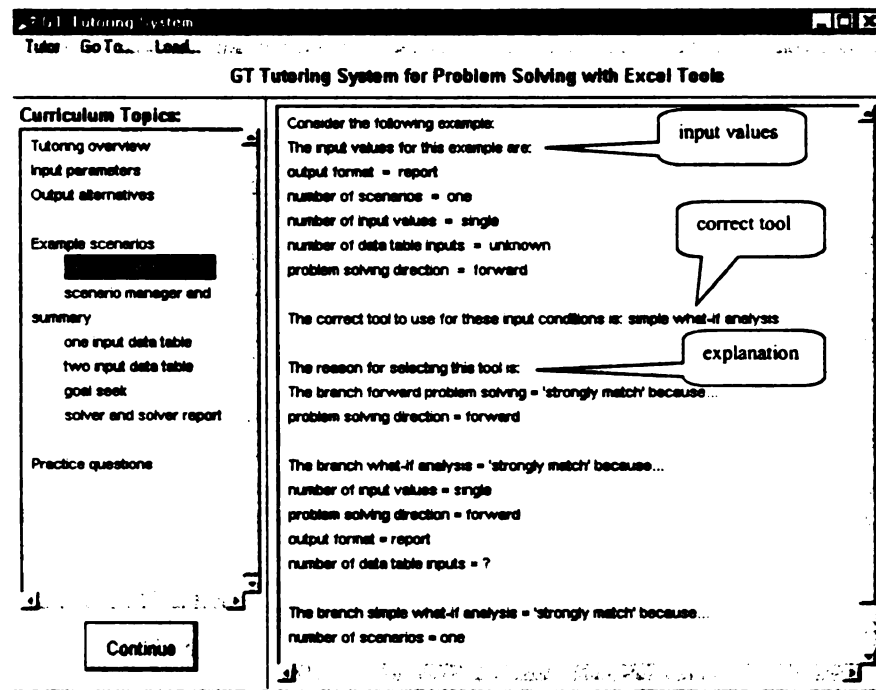 GT Tutoring System
Tutor Go To... Load...
GT Tutoring System for Problem Solving with Excel Tools
Curriculum Topics:
Tutoring overview
Input parameters
Output alternatives
Example scenarios
scenario manager and
summary
one input data table
two input data table
goal seek
solver and solver report
Practice questions
Continue
Consider the following example:
The input values for this example are:
output format = report
number of scenarios = one
number of input values = single
number of data table inputs = unknown
problem solving direction = forward
The correct tool to use for these input conditions is: simple what-if analysis
The reason for selecting this tool is:
The branch forward problem solving = 'strongly match' because...
problem solving direction = forward
The branch what-if analysis = 'strongly match' because...
number of input values = single
problem solving direction = forward
output format = report
number of data table inputs = ?
The branch simple what-if analysis = 'strongly match' because...
number of scenarios = one
input values
correct tool
explanation